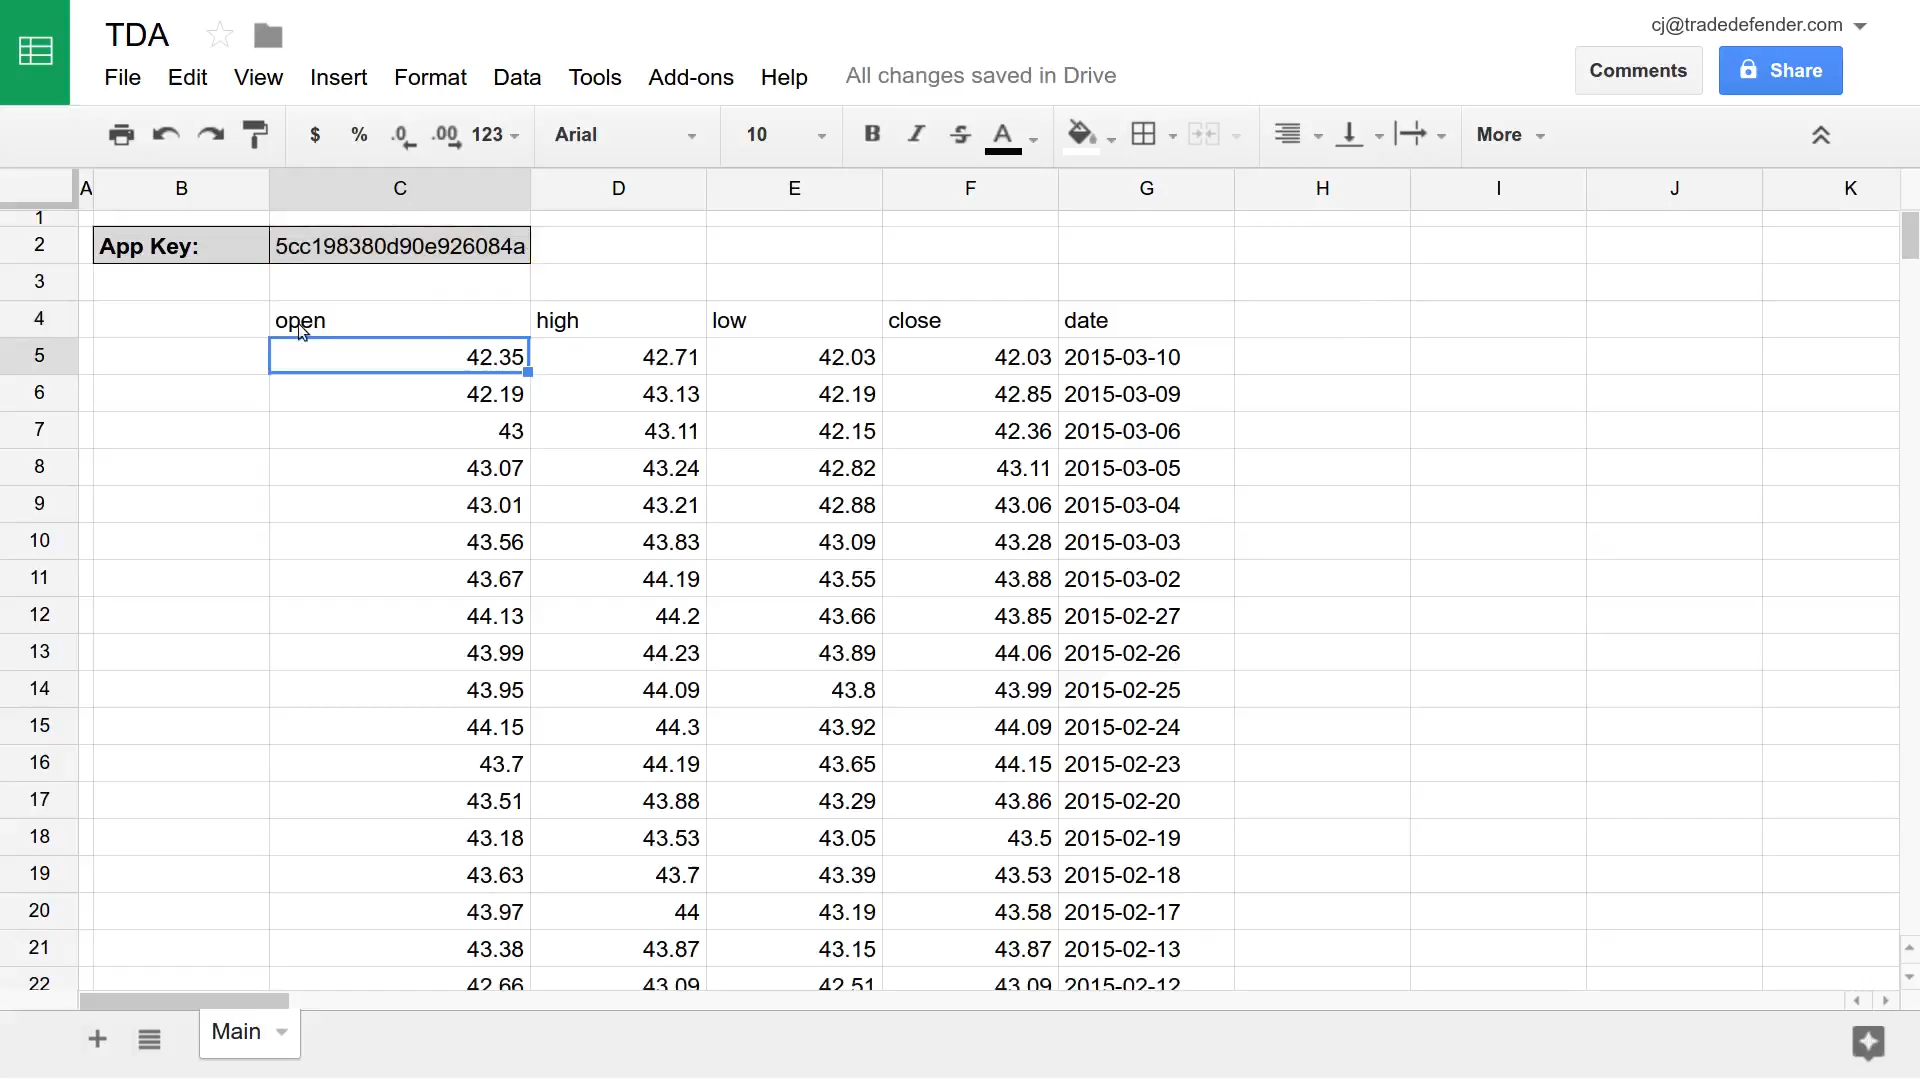 TDA
cj@tradedefender.com
File Edit View Insert Format Data Tools Add-ons Help All changes saved in Drive
Comments Share
$ % .0 .00 123 Arial 10 B I S A More
A B C D E F G H I J K
1
2 App Key: 5cc198380d90e926084a
3
4 open high low close date
5 42.35 42.71 42.03 42.03 2015-03-10
6 42.19 43.13 42.19 42.85 2015-03-09
7 43 43.11 42.15 42.36 2015-03-06
8 43.07 43.24 42.82 43.11 2015-03-05
9 43.01 43.21 42.88 43.06 2015-03-04
10 43.56 43.83 43.09 43.28 2015-03-03
11 43.67 44.19 43.55 43.88 2015-03-02
12 44.13 44.2 43.66 43.85 2015-02-27
13 43.99 44.23 43.89 44.06 2015-02-26
14 43.95 44.09 43.8 43.99 2015-02-25
15 44.15 44.3 43.92 44.09 2015-02-24
16 43.7 44.19 43.65 44.15 2015-02-23
17 43.51 43.88 43.29 43.86 2015-02-20
18 43.18 43.53 43.05 43.5 2015-02-19
19 43.63 43.7 43.39 43.53 2015-02-18
20 43.97 44 43.19 43.58 2015-02-17
21 43.38 43.87 43.15 43.87 2015-02-13
22 42.66 43.09 42.51 43.09 2015-02-12
Main